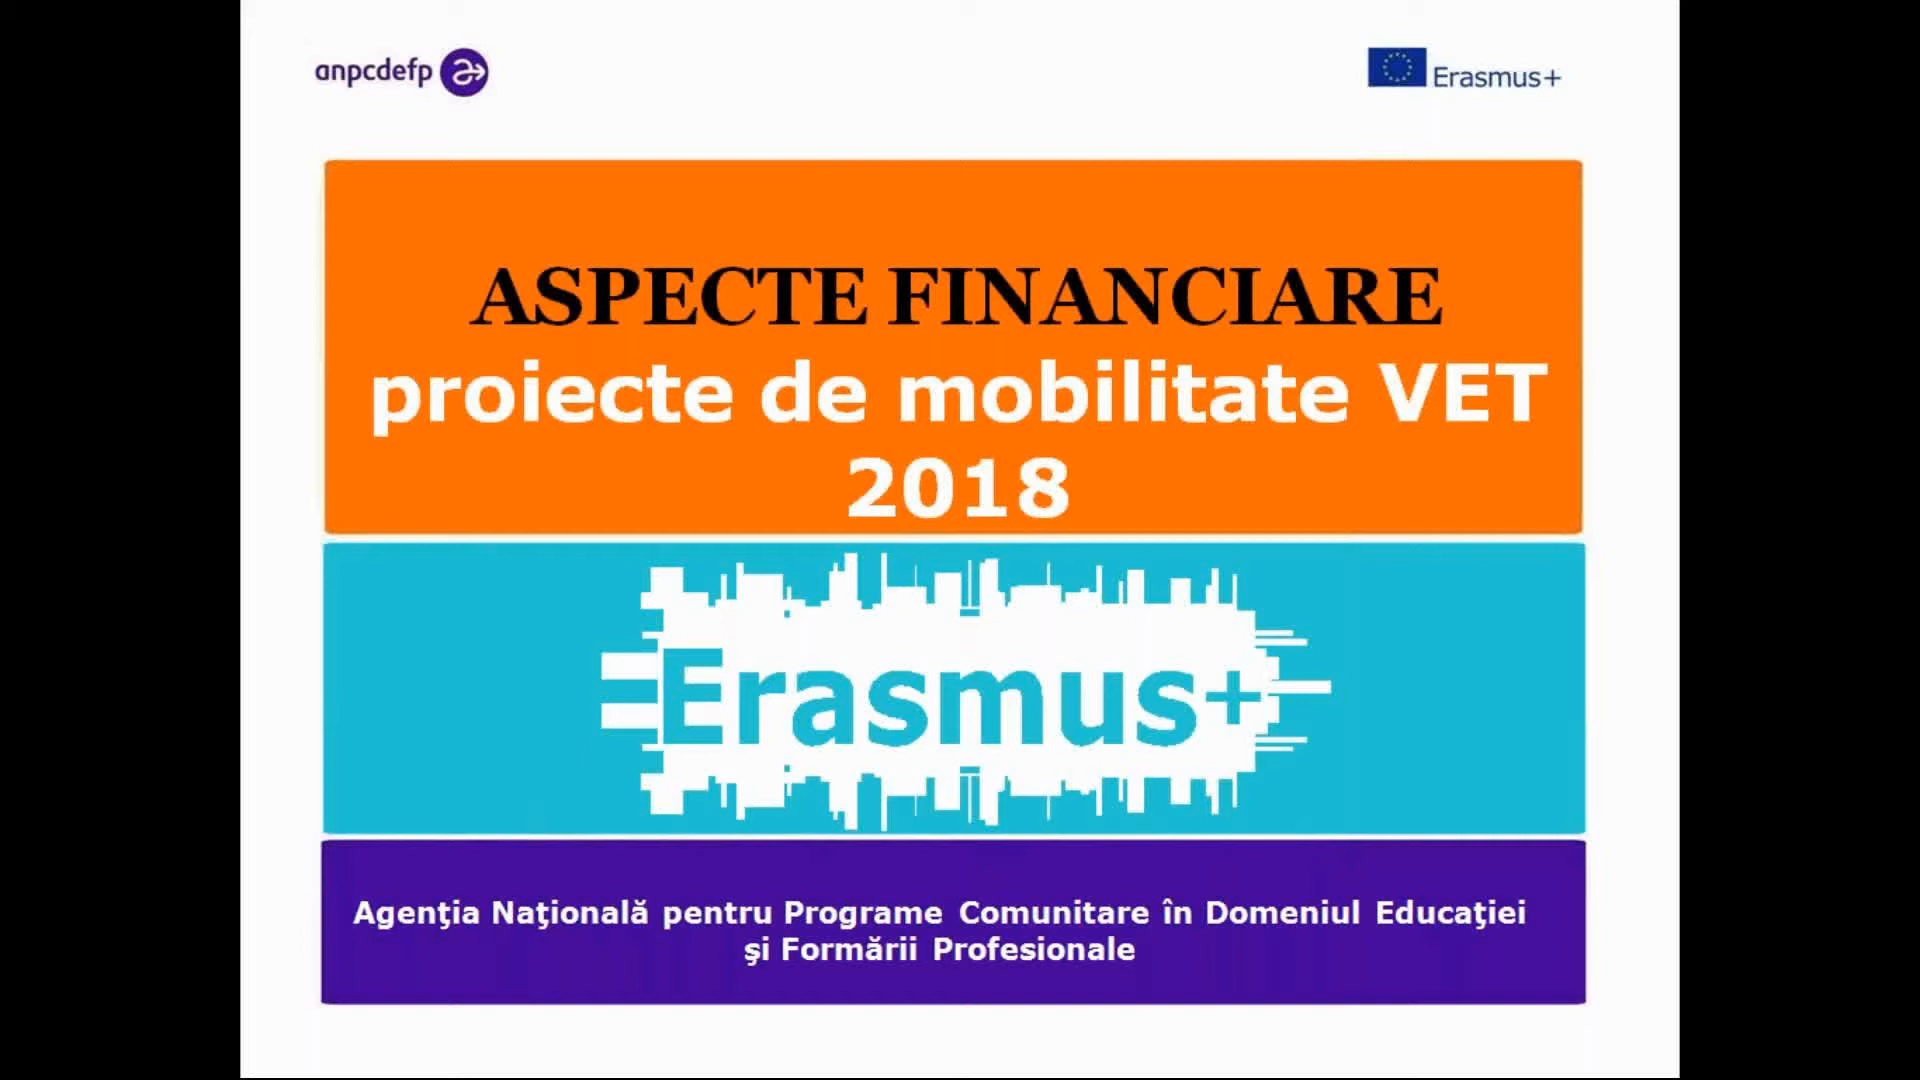 anpcdefp
Erasmus+
ASPECTE FINANCIARE
proiecte de mobilitate VET
2018
Erasmus+
Agenţia Naţională pentru Programe Comunitare în Domeniul Educaţiei
şi Formării Profesionale